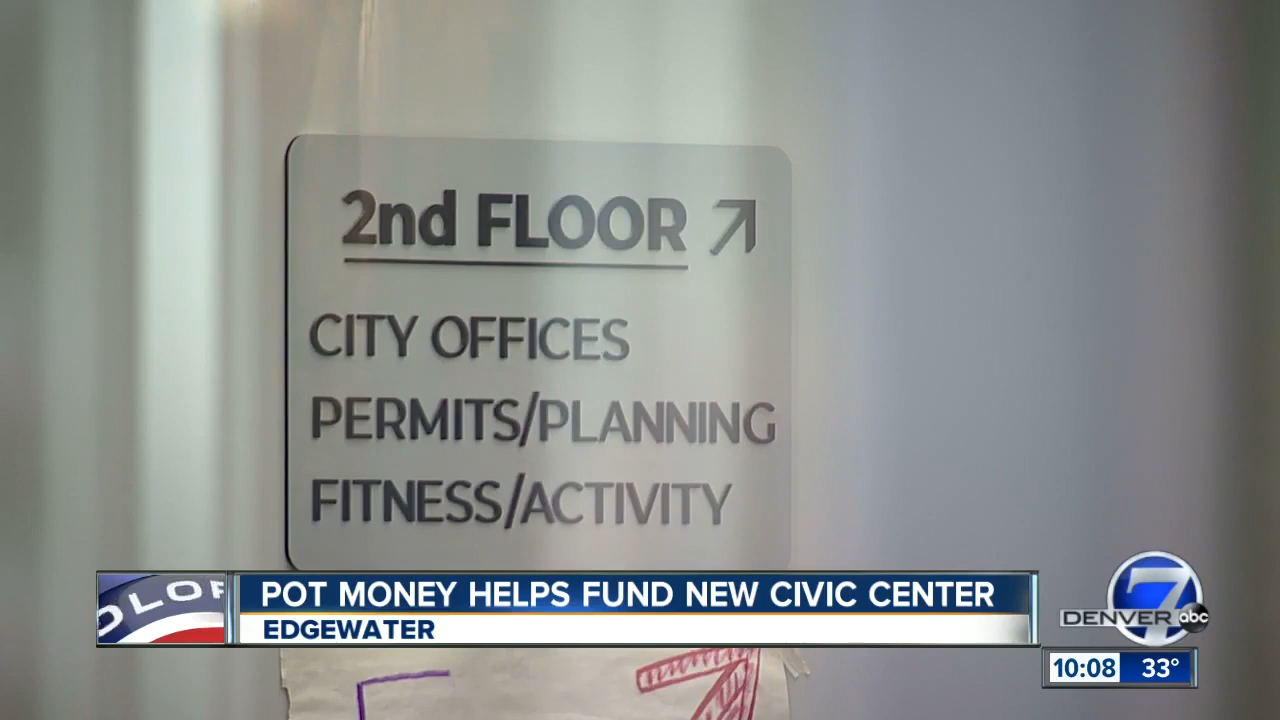 2nd FLOOR
CITY OFFICES
PERMITS/PLANNING
FITNESS/ACTIVITY
POT MONEY HELPS FUND NEW CIVIC CENTER
EDGEWATER
DENVER 7 abc
10:08 33°